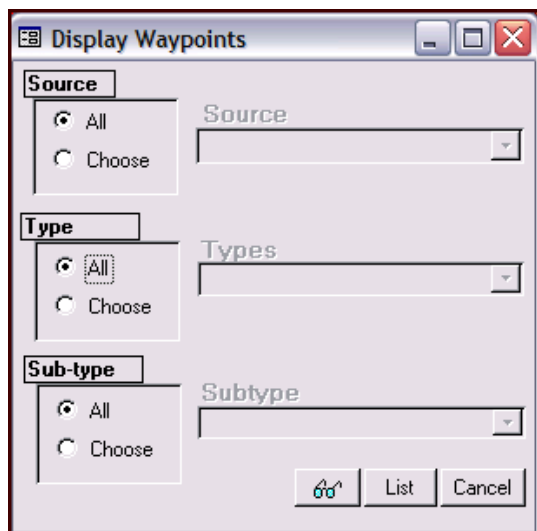 Display Waypoints
Source
All
Choose
Source
Type
All
Choose
Types
Sub-type
All
Choose
Subtype
List Cancel